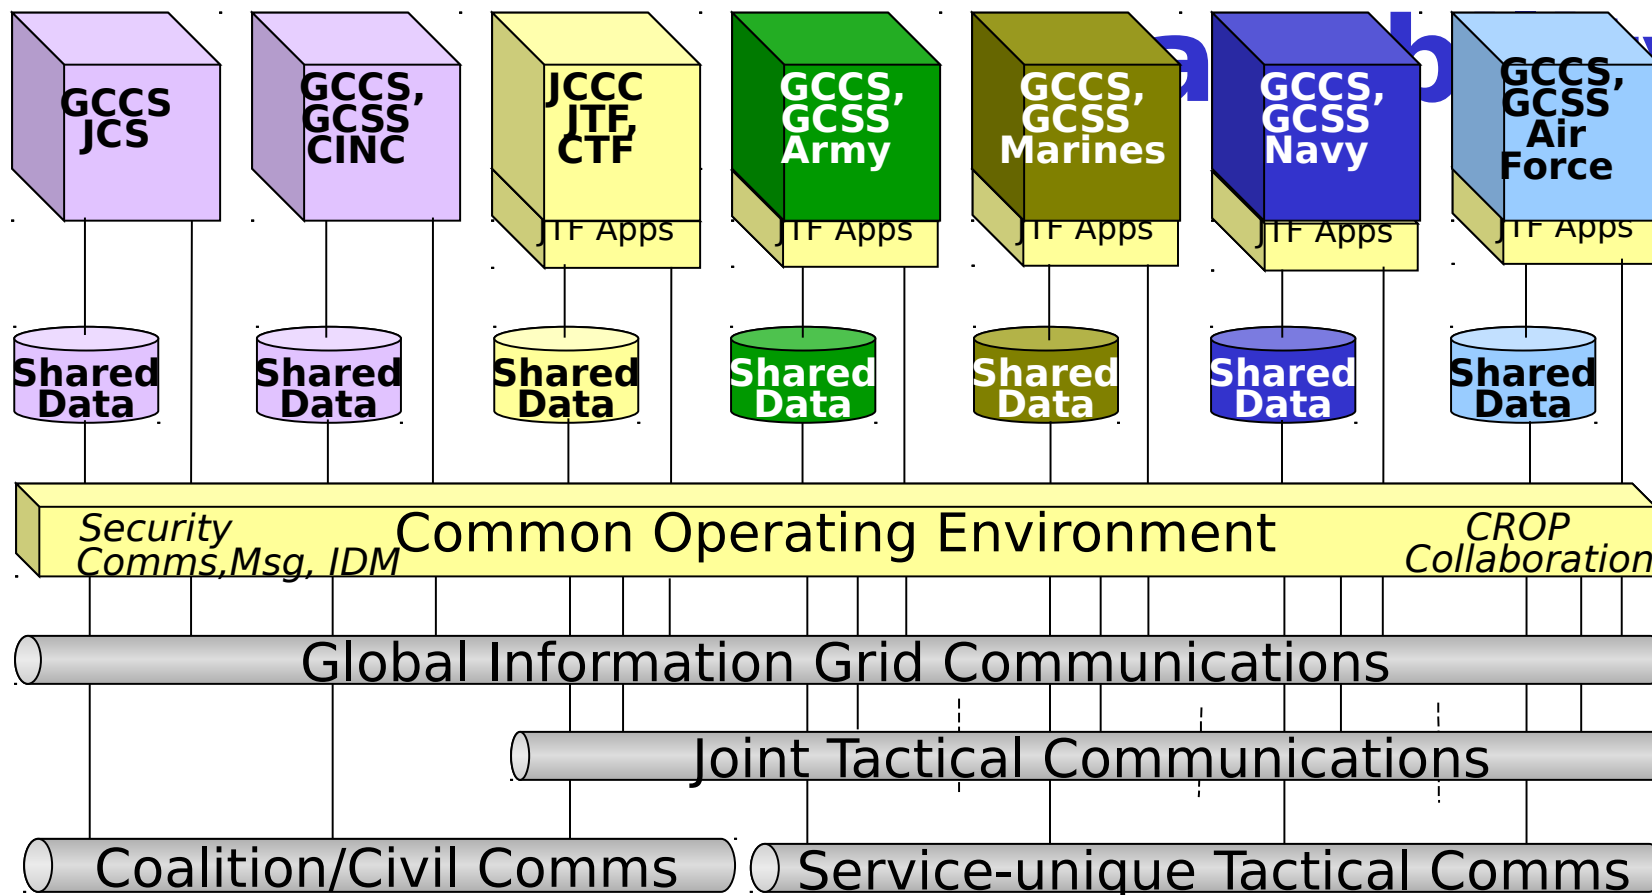 GCCS
JCS
GCCS,
GCSS
CINC
JCCC
JTF,
CTF
GCCS,
GCSS
Army
GCCS,
GCSS
Marines
GCCS,
GCSS
Navy
GCCS,
GCSS
Air
Force
JTF Apps
JTF Apps
JTF Apps
JTF Apps
JTF Apps
Shared
Data
Shared
Data
Shared
Data
Shared
Data
Shared
Data
Shared
Data
Shared
Data
Security
Comms,Msg, IDM
Common Operating Environment
CROP
Collaboration
Global Information Grid Communications
Joint Tactical Communications
Coalition/Civil Comms
Service-unique Tactical Comms